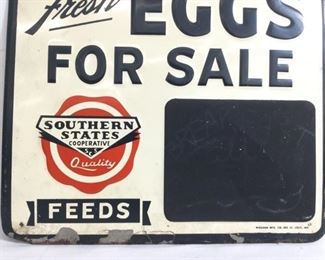 Fresh EGGS
FOR SALE
SOUTHERN
STATES
COOPERATIVE
Quality
FEEDS